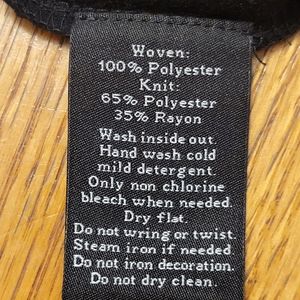 Woven:
100% Polyester
Knit:
65% Polyester
35% Rayon
Wash inside out.
Hand wash cold
mild detergent.
Only non chlorine
bleach when needed.
Dry flat.
Do not wring or twist.
Steam iron if needed.
Do not iron decoration.
Do not dry clean.